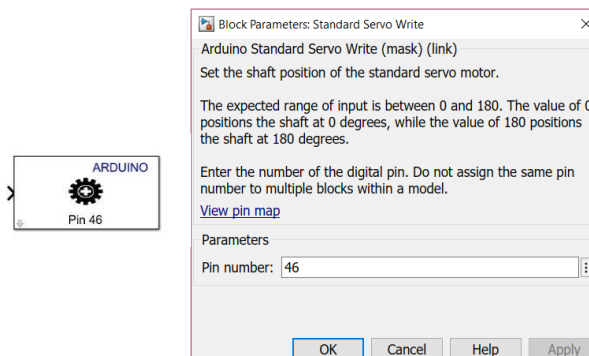 Block Parameters: Standard Servo Write
Arduino Standard Servo Write (mask) (link)
Set the shaft position of the standard servo motor.
The expected range of input is between 0 and 180. The value of 0
positions the shaft at 0 degrees, while the value of 180 positions
the shaft at 180 degrees.
Enter the number of the digital pin. Do not assign the same pin
number to multiple blocks within a model.
View pin map
Parameters
Pin number: 46
OK Cancel Help Apply
ARDUINO
Pin 46